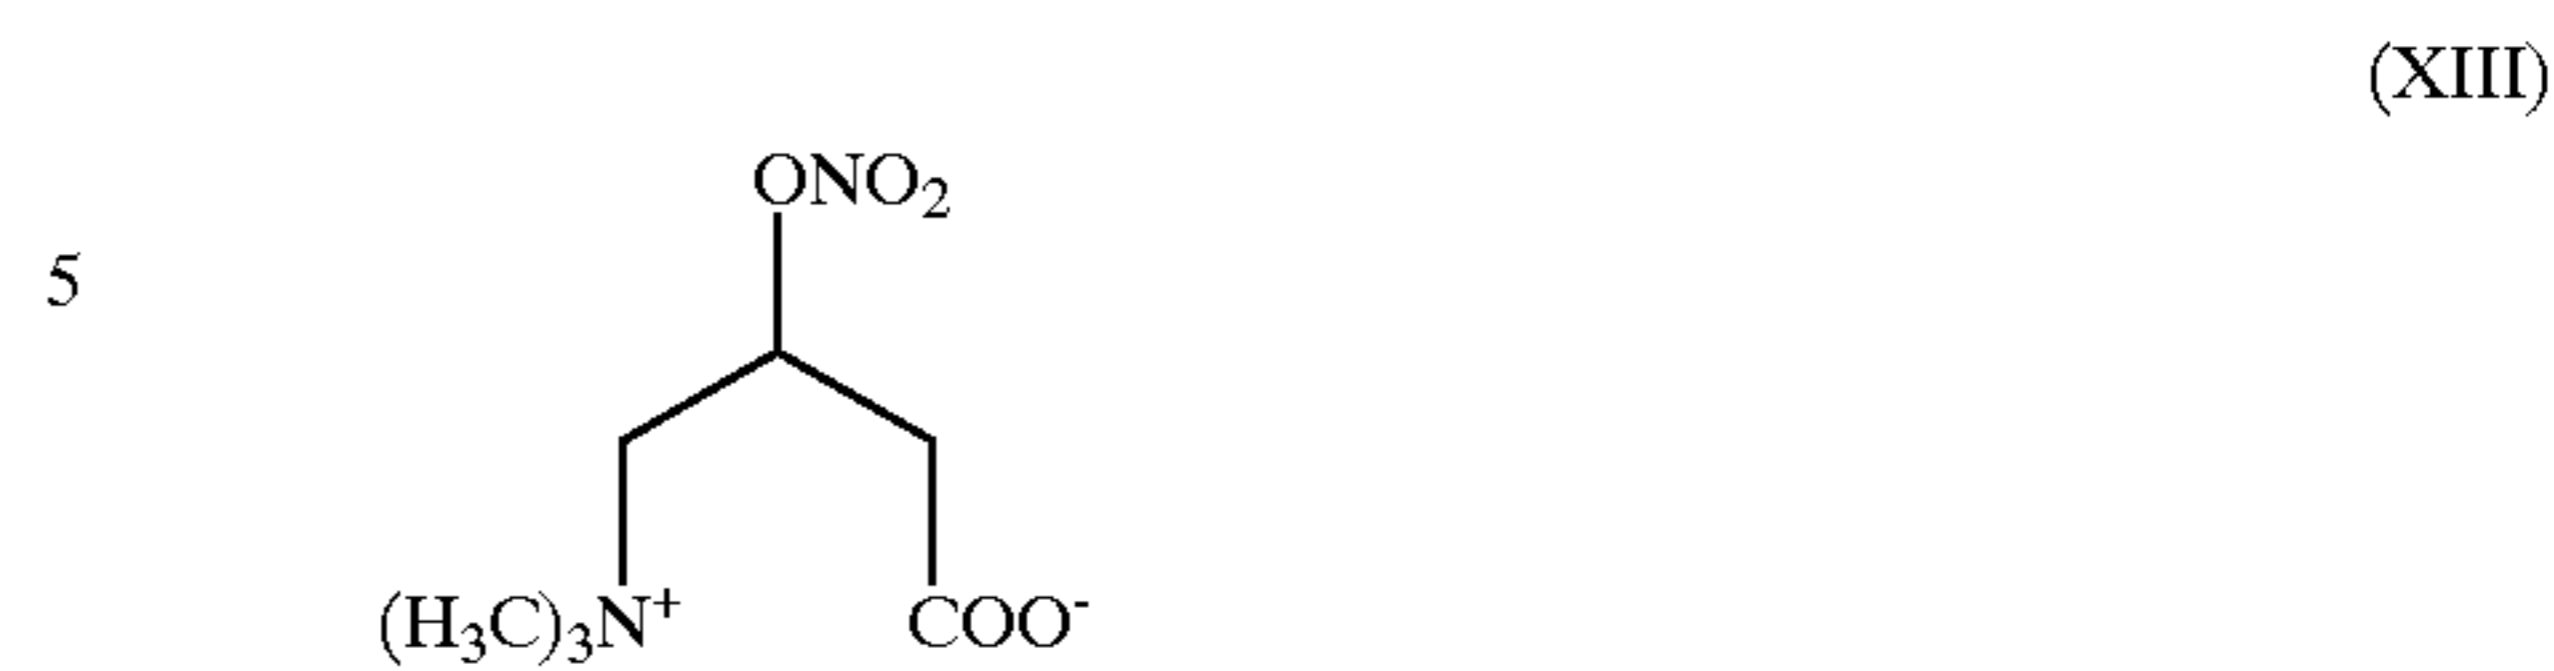 (XIII)
ONO₂
5
(H₃C)₃N⁺ COO⁻